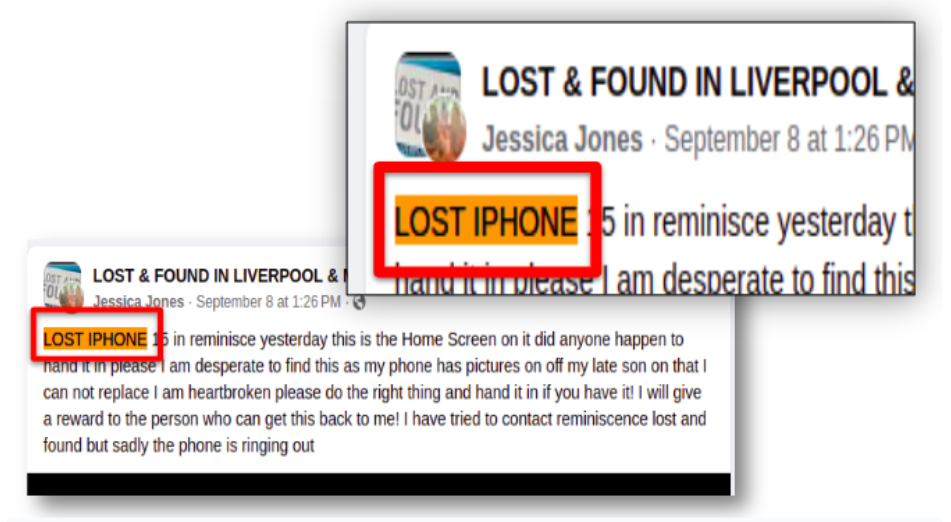 LOST & FOUND IN LIVERPOOL &
Jessica Jones · September 8 at 1:26 PM
LOST IPHONE 15 in reminisce yesterday
hand it in please I am desperate to find this
LOST & FOUND IN LIVERPOOL &
Jessica Jones · September 8 at 1:26 PM ·
LOST IPHONE 15 in reminisce yesterday this is the Home Screen on it did anyone happen to
hand it in please I am desperate to find this as my phone has pictures on off my late son on that I
can not replace I am heartbroken please do the right thing and hand it in if you have it! I will give
a reward to the person who can get this back to me! I have tried to contact reminiscence lost and
found but sadly the phone is ringing out